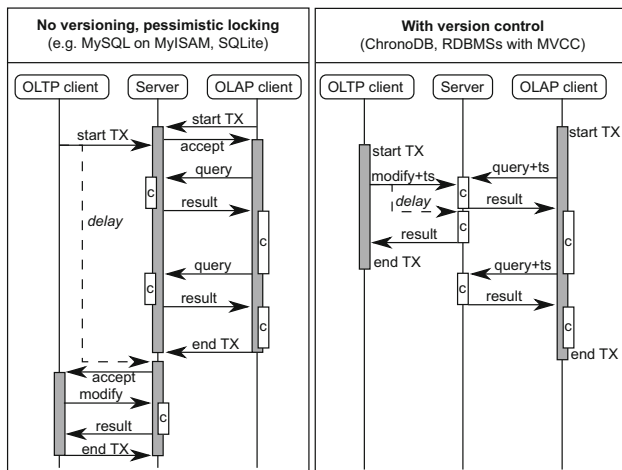 No versioning, pessimistic locking
(e.g. MySQL on MyISAM, SQLite)
OLTP client
Server
OLAP client
start TX
start TX
accept
query
C
delay
result
C
query
C
result
C
end TX
accept
modify
C
result
end TX
With version control
(ChronoDB, RDBMSs with MVCC)
OLTP client
Server
OLAP client
start TX
start TX
modify+ts
query+ts
C
delay
result
C
C
result
end TX
query+ts
C
result
C
end TX